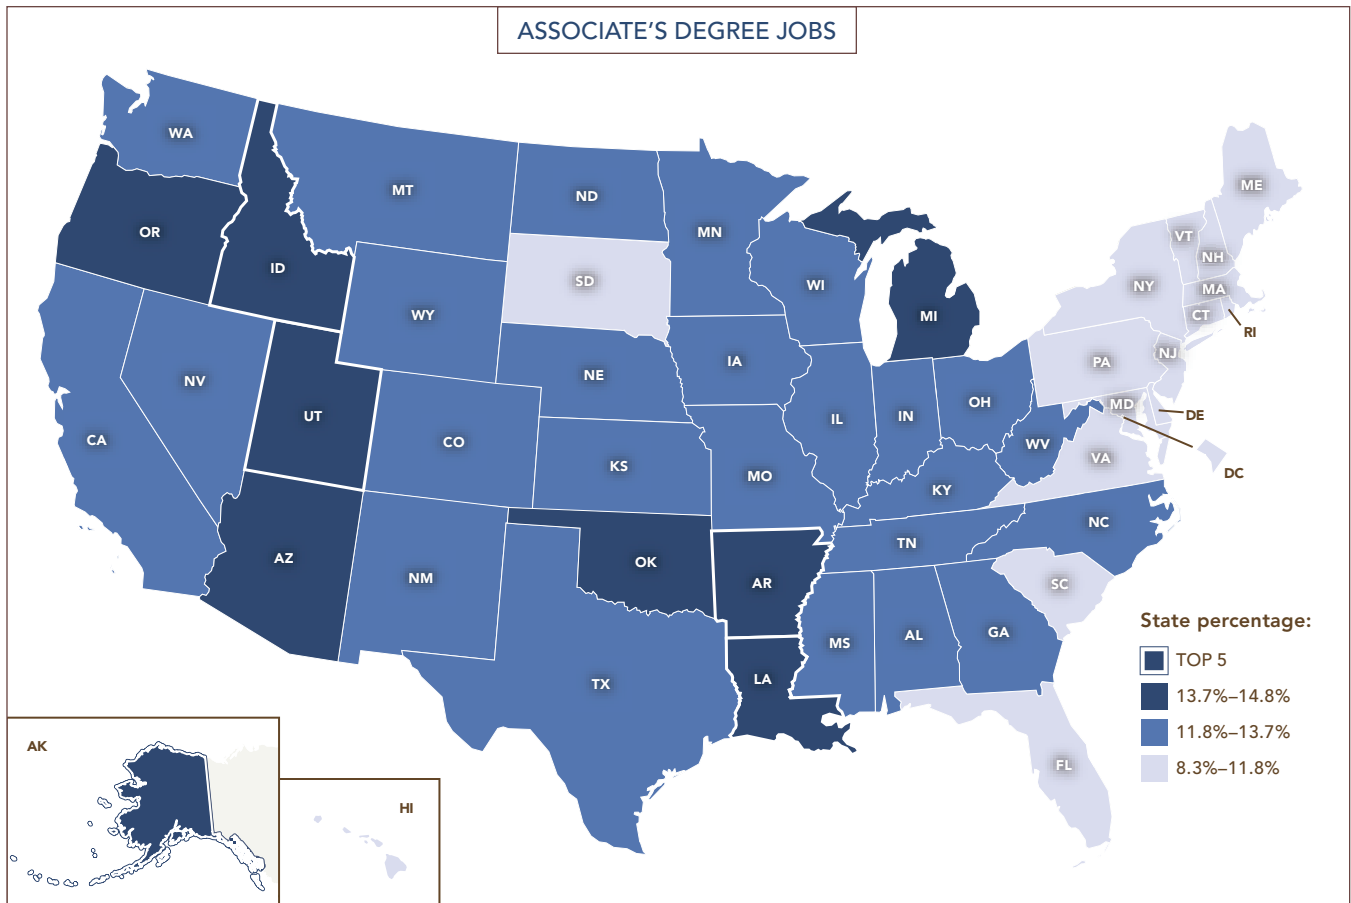 ASSOCIATE'S DEGREE JOBS
WA
MT
ND
MN
ME
VT
NH
OR
ID
SD
WI
NY
MA
WY
MI
CT
RI
NV
NE
IA
PA
NJ
UT
IL
IN
OH
MD
DE
CA
CO
KS
MO
WV
VA
DC
KY
AZ
NM
OK
AR
TN
NC
SC
MS
AL
GA
TX
LA
FL
State percentage:
TOP 5
13.7%–14.8%
11.8%–13.7%
8.3%–11.8%
AK
HI